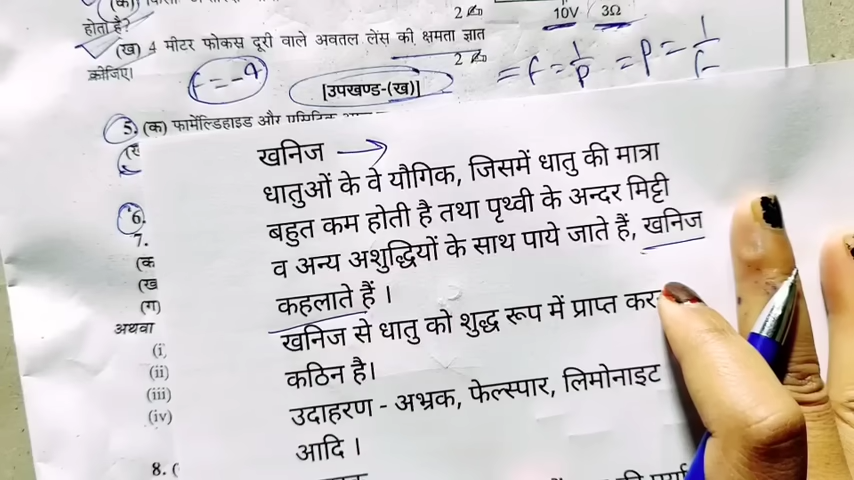 2
10V 3Ω
होता है?
(ख) 4 मीटर फोकस दूरी वाले अवतल लेंस की क्षमता ज्ञात
कीजिए। 2
f = -4
= f = 1/p = P = 1/f
[उपखण्ड-(ख)]
5. (क) फार्मेल्डिहाइड और
6.
7.
(क
(ख
(ग)
अथवा
(i)
(ii)
(iii)
(iv)
8. (
खनिज →
धातुओं के वे यौगिक, जिसमें धातु की मात्रा
बहुत कम होती है तथा पृथ्वी के अन्दर मिट्टी
व अन्य अशुद्धियों के साथ पाये जाते हैं, खनिज
कहलाते हैं ।
खनिज से धातु को शुद्ध रूप में प्राप्त
कठिन है।
उदाहरण - अभ्रक, फेल्स्पार, लिमोनाइट
आदि ।